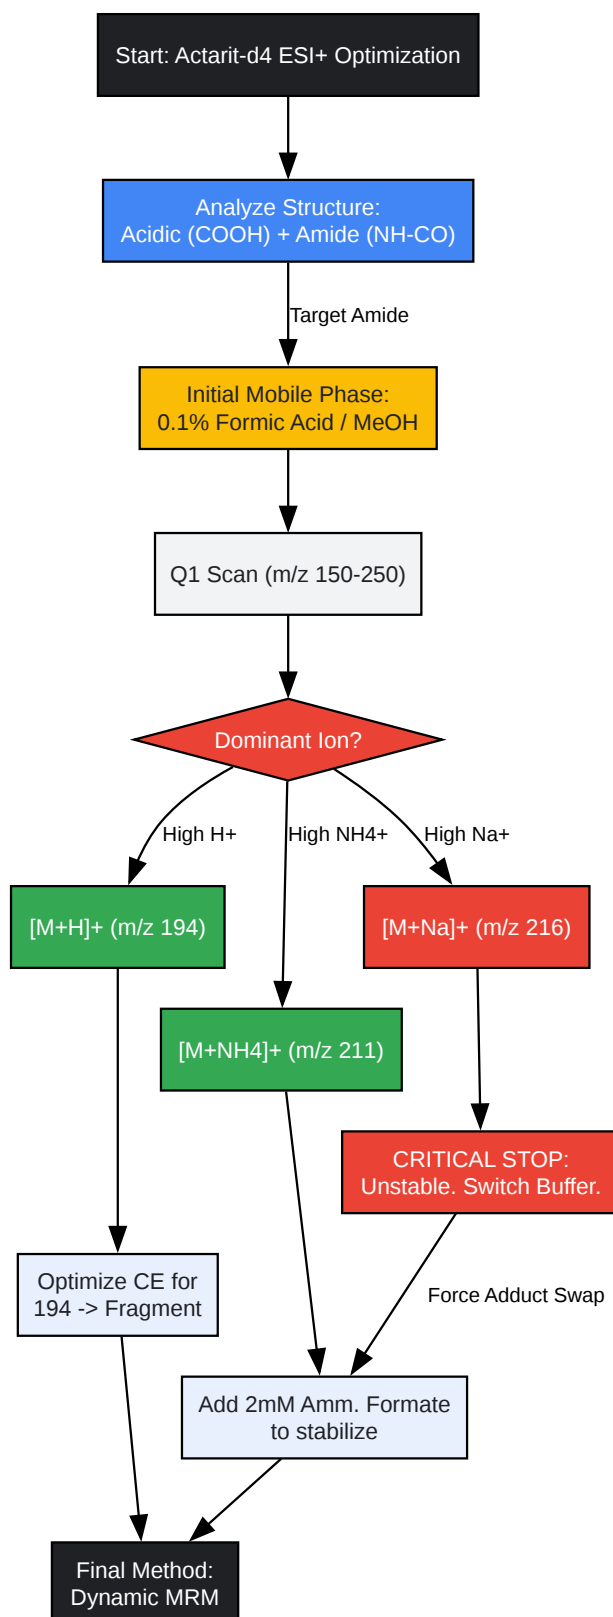 Start: Actarit-d4 ESI+ Optimization
Analyze Structure:
Acidic (COOH) + Amide (NH-CO)
Target Amide
Initial Mobile Phase:
0.1% Formic Acid / MeOH
Q1 Scan (m/z 150-250)
Dominant Ion?
High H+
High NH4+
High Na+
[M+H]+ (m/z 194)
[M+Na]+ (m/z 216)
[M+NH4]+ (m/z 211)
CRITICAL STOP:
Unstable. Switch Buffer.
Optimize CE for
194 -> Fragment
Force Adduct Swap
Add 2mM Amm. Formate
to stabilize
Final Method:
Dynamic MRM